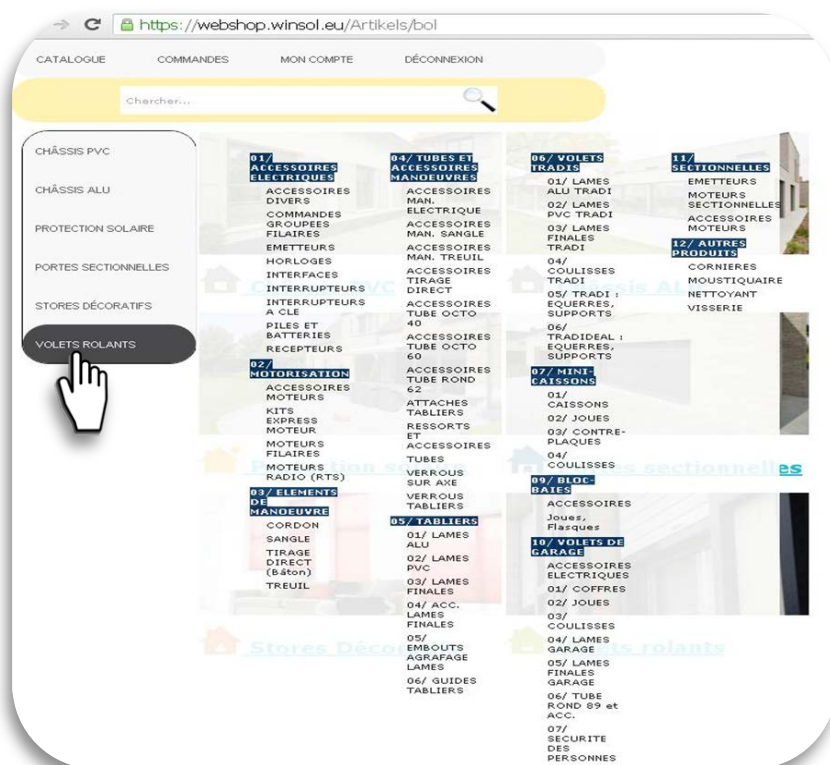 https://webshop.winsol.eu/Artikels/bol
CATALOGUE COMMANDES MON COMPTE DÉCONNEXION
Chercher...
CHÂSSIS PVC
CHÂSSIS ALU
PROTECTION SOLAIRE
PORTES SECTIONNELLES
STORES DÉCORATIFS
VOLETS ROLANTS
01/
ACCESSOIRES
ELECTRIQUES
ACCESSOIRES
DIVERS
COMMANDES
GROUPEES
FILAIRES
EMETTEURS
HORLOGES
INTERFACES
INTERRUPTEURS
INTERRUPTEURS
A CLE
PILES ET
BATTERIES
RECEPTEURS
02/
MOTORISATION
ACCESSOIRES
MOTEURS
KITS
EXPRESS
MOTEUR
MOTEURS
FILAIRES
MOTEURS
RADIO (RTS)
03/ ELEMENTS
DE
MANOEUVRE
CORDON
SANGLE
TIRAGE
DIRECT
(Bâton)
TREUIL
04/ TUBES ET
ACCESSOIRES
MANOEUVRES
ACCESSOIRES
MAN.
ELECTRIQUE
ACCESSOIRES
MAN. SANGLE
ACCESSOIRES
MAN. TREUIL
ACCESSOIRES
TIRAGE
DIRECT
ACCESSOIRES
TUBE OCTO
40
ACCESSOIRES
TUBE OCTO
60
ACCESSOIRES
TUBE ROND
62
ATTACHES
TABLIERS
RESSORTS
ET
ACCESSOIRES
TUBES
VERROUS
SUR AXE
VERROUS
TABLIERS
05/ TABLIERS
01/ LAMES
ALU
02/ LAMES
PVC
03/ LAMES
FINALES
04/ ACC.
LAMES
FINALES
05/
EMBOUTS
AGRAFAGE
LAMES
06/ GUIDES
TABLIERS
06/ VOLETS
TRADIS
01/ LAMES
ALU TRADI
02/ LAMES
PVC TRADI
03/ LAMES
FINALES
TRADI
04/
COULISSES
TRADI
05/ TRADI :
EQUERRES,
SUPPORTS
06/
TRADIDEAL :
EQUERRES,
SUPPORTS
07/ MINI-
CAISSONS
01/
CAISSONS
02/ JOUES
03/ CONTRE-
PLAQUES
04/
COULISSES
09/ BLOC-
BAIES
ACCESSOIRES
Joues,
Flasques
10/ VOLETS DE
GARAGE
ACCESSOIRES
ELECTRIQUES
01/ COFFRES
02/ JOUES
03/
COULISSES
04/ LAMES
GARAGE
05/ LAMES
FINALES
GARAGE
06/ TUBE
ROND 89 et
ACC.
07/
SECURITE
DES
PERSONNES
11/
SECTIONNELLES
EMETTEURS
MOTEURS
SECTIONNELLES
ACCESSOIRES
MOTEURS
12/ AUTRES
PRODUITS
CORNIERES
MOUSTIQUAIRE
NETTOYANT
VISSERIE